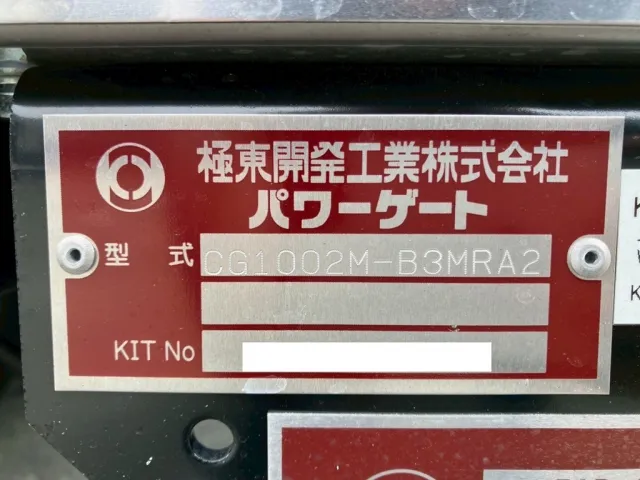 極東開発工業株式会社
パワーゲート
型 式 CG1002M-B3MRA2
KIT No
K
K